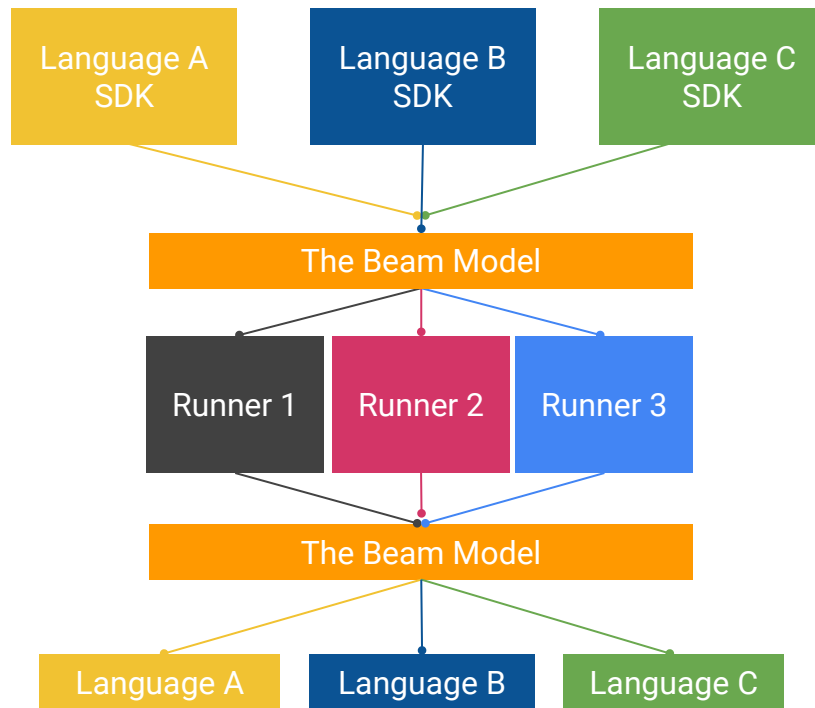 Language A
SDK
Language B
SDK
Language C
SDK
The Beam Model
Runner 1
Runner 2
Runner 3
The Beam Model
Language A
Language B
Language C